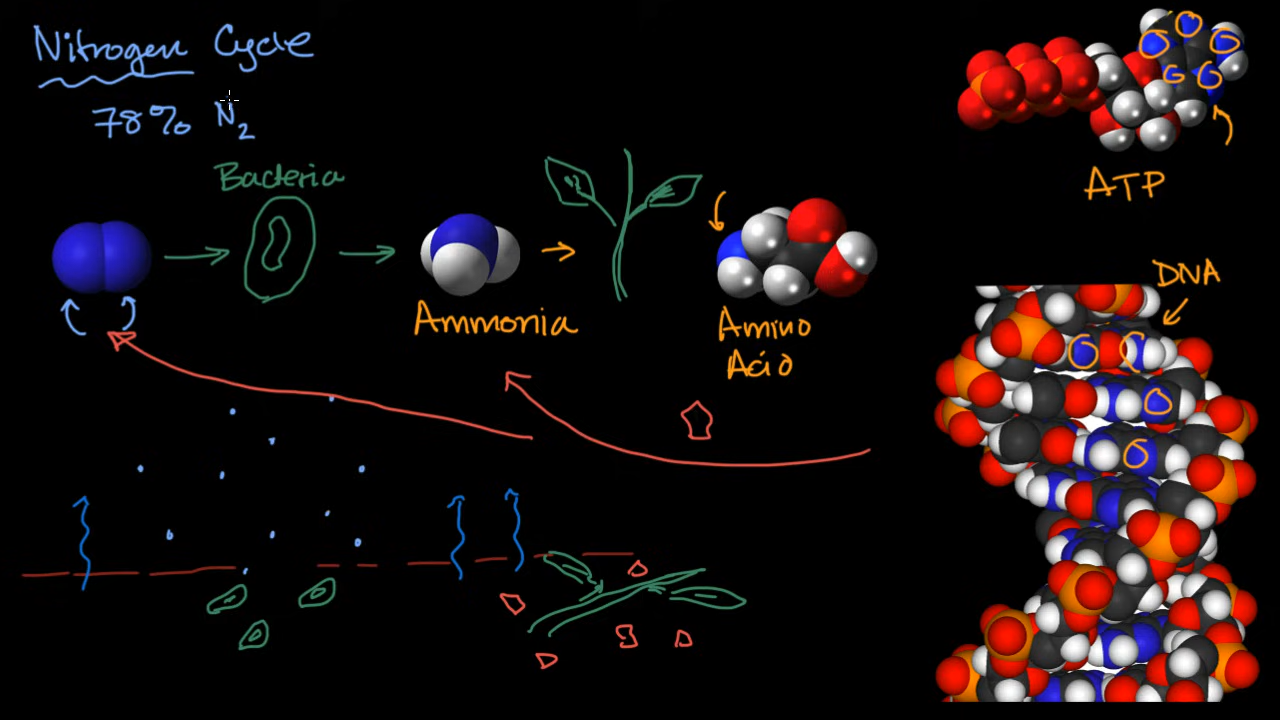 Nitrogen Cycle
78% N2
Bacteria
Ammonia
Amino
Acid
ATP
DNA